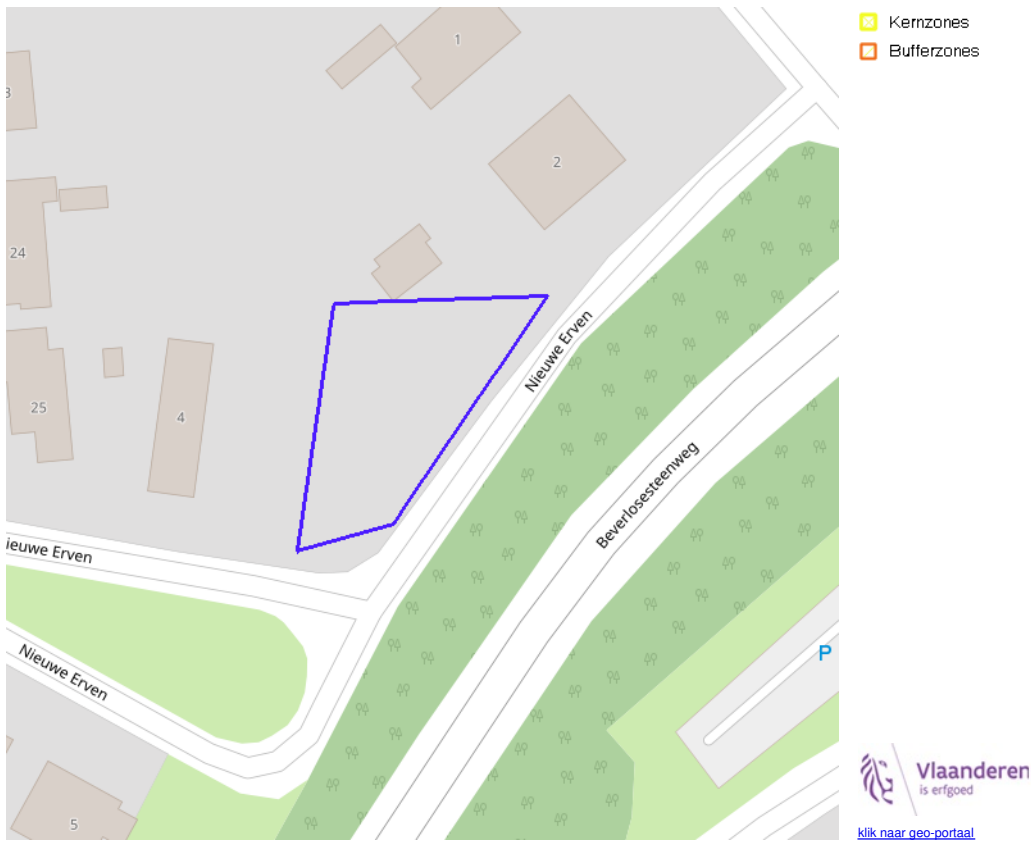 Kernzones
Bufferzones
1
3
2
24
Nieuwe Erven
25
4
Beverlosesteenweg
ieuwe Erven
Nieuwe Erven
P
5
Vlaanderen
is erfgoed
klik naar geo-portaal